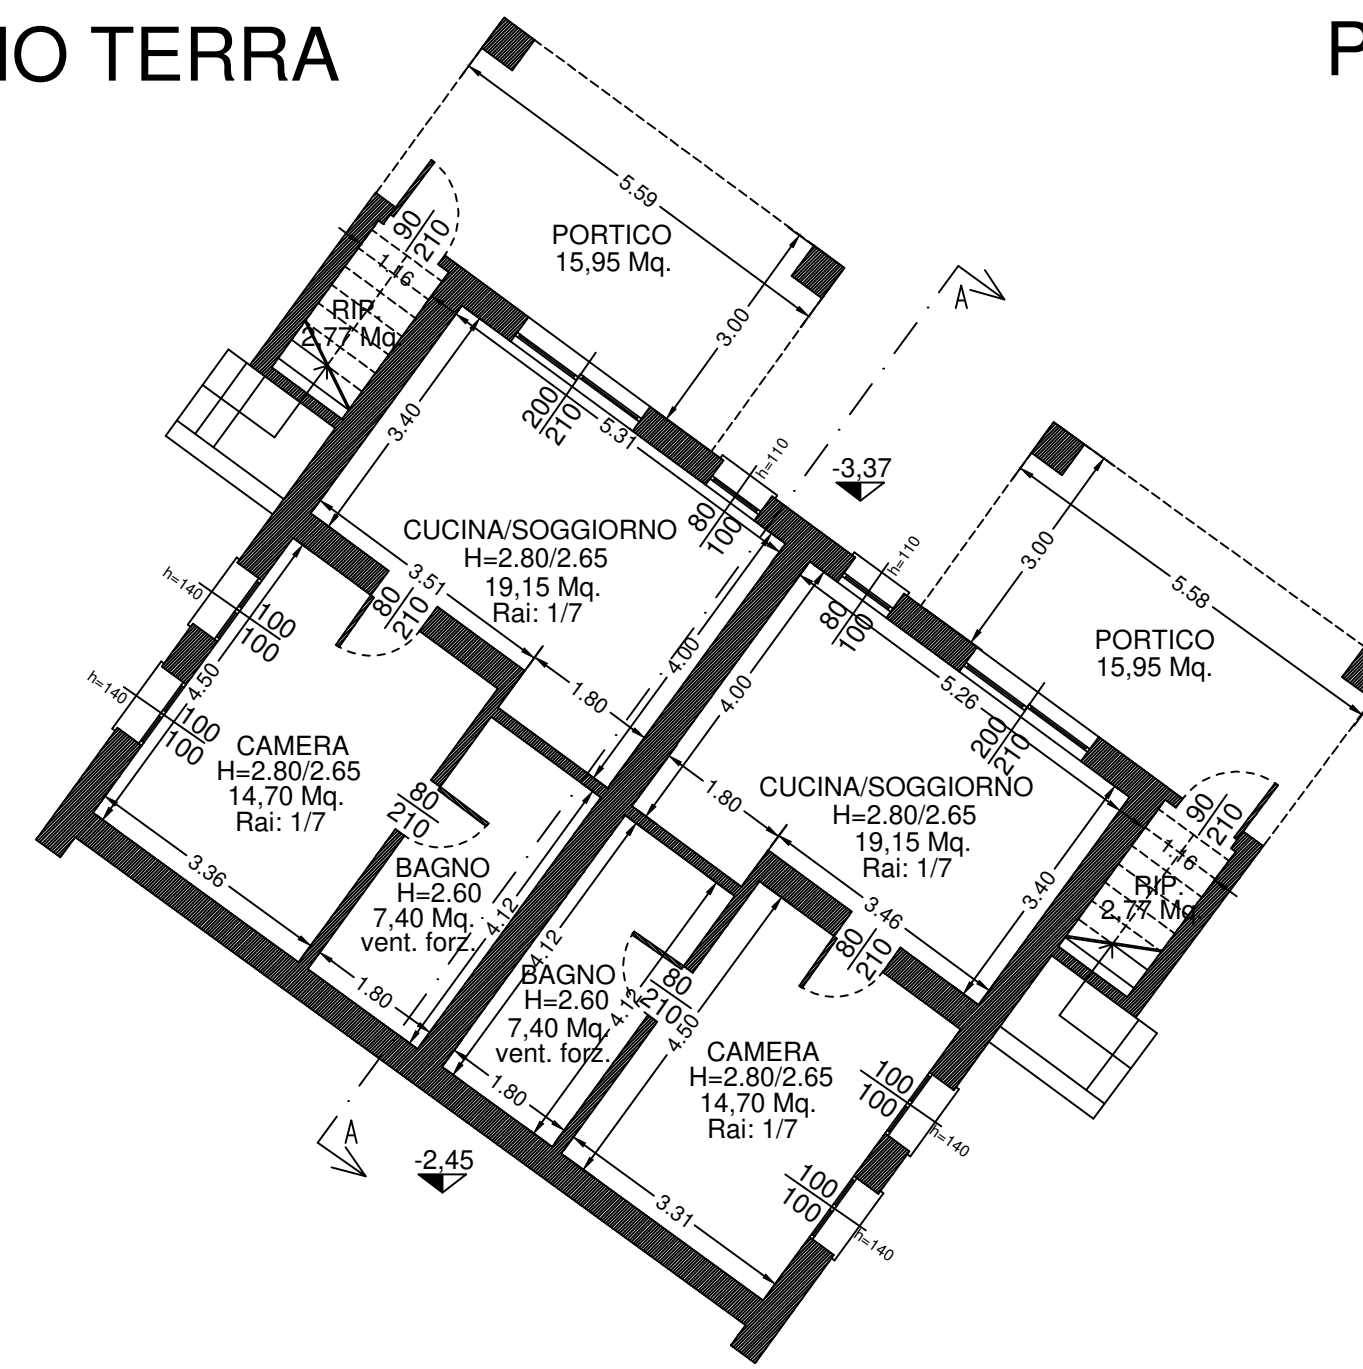 IO TERRA
P
5.59
PORTICO
15,95 Mq.
3.00
90
210
1.16
RIP.
2,77 Mq.
3.40
200
210
5.31
h=110
80
100
-3,37
A
CUCINA/SOGGIORNO
H=2.80/2.65
19,15 Mq.
Rai: 1/7
3.51
80
210
4.00
1.80
h=140
100
100
h=140
100
100
4.50
CAMERA
H=2.80/2.65
14,70 Mq.
Rai: 1/7
3.36
80
210
BAGNO
H=2.60
7,40 Mq.
vent. forz.
4.12
1.80
h=110
80
100
3.00
5.58
PORTICO
15,95 Mq.
5.26
200
210
4.00
CUCINA/SOGGIORNO
H=2.80/2.65
19,15 Mq.
Rai: 1/7
1.80
3.46
3.40
90
210
1.16
RIP.
2,77 Mq.
80
210
4.12
BAGNO
H=2.60
7,40 Mq.
vent. forz.
4.12
80
210
4.50
1.80
CAMERA
H=2.80/2.65
14,70 Mq.
Rai: 1/7
100
100
h=140
100
100
h=140
3.31
A
-2,45